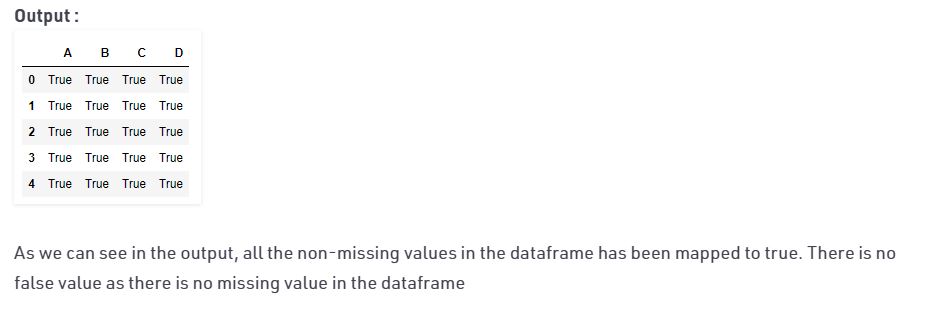 Output :
A B C D
0 True True True True
1 True True True True
2 True True True True
3 True True True True
4 True True True True
As we can see in the output, all the non-missing values in the dataframe has been mapped to true. There is no
false value as there is no missing value in the dataframe